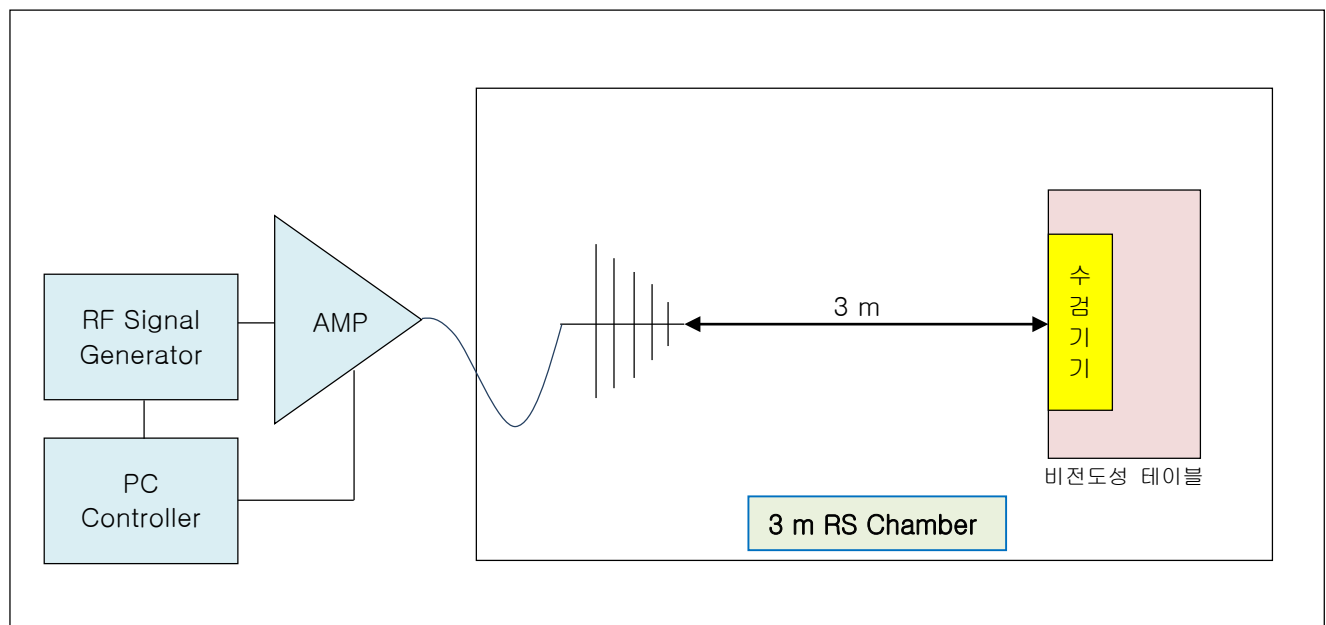 RF Signal
Generator
AMP
PC
Controller
3 m
수
검
기
기
비전도성 테이블
3 m RS Chamber